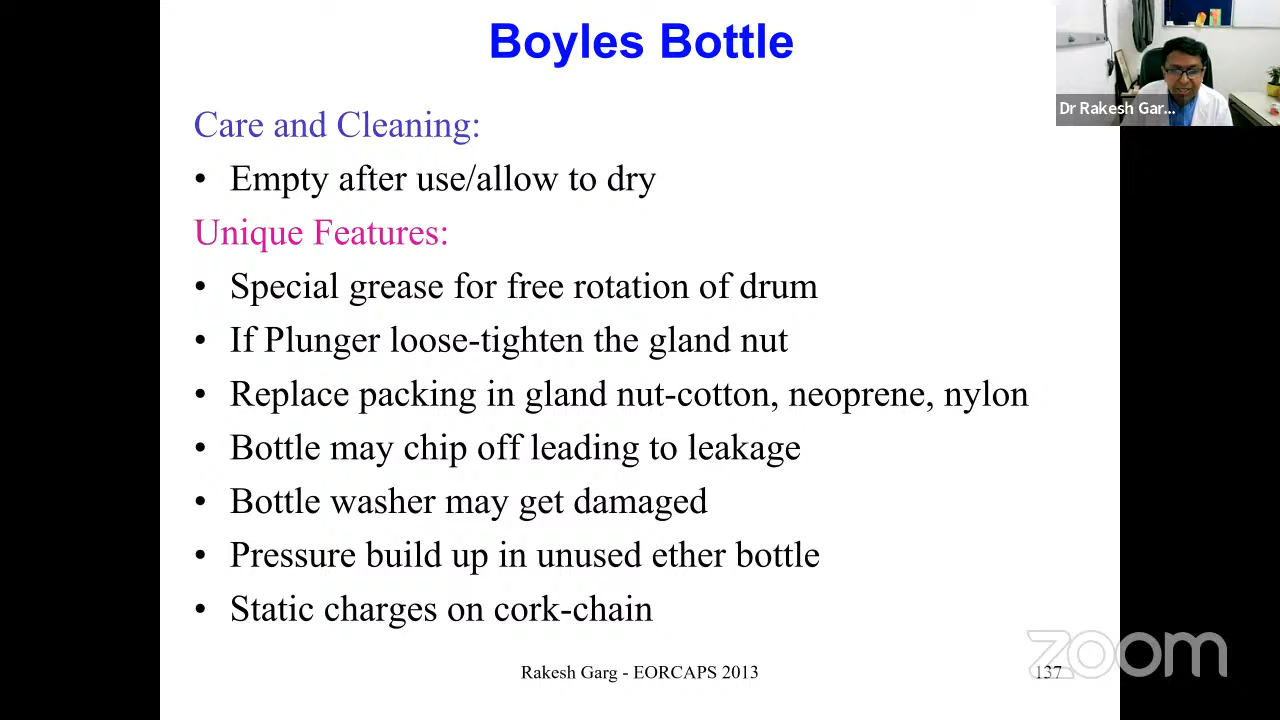 Boyles Bottle
Dr Rakesh Gar...
Care and Cleaning:
• Empty after use/allow to dry
Unique Features:
• Special grease for free rotation of drum
• If Plunger loose-tighten the gland nut
• Replace packing in gland nut-cotton, neoprene, nylon
• Bottle may chip off leading to leakage
• Bottle washer may get damaged
• Pressure build up in unused ether bottle
• Static charges on cork-chain
Rakesh Garg - EORCAPS 2013
137
zoom